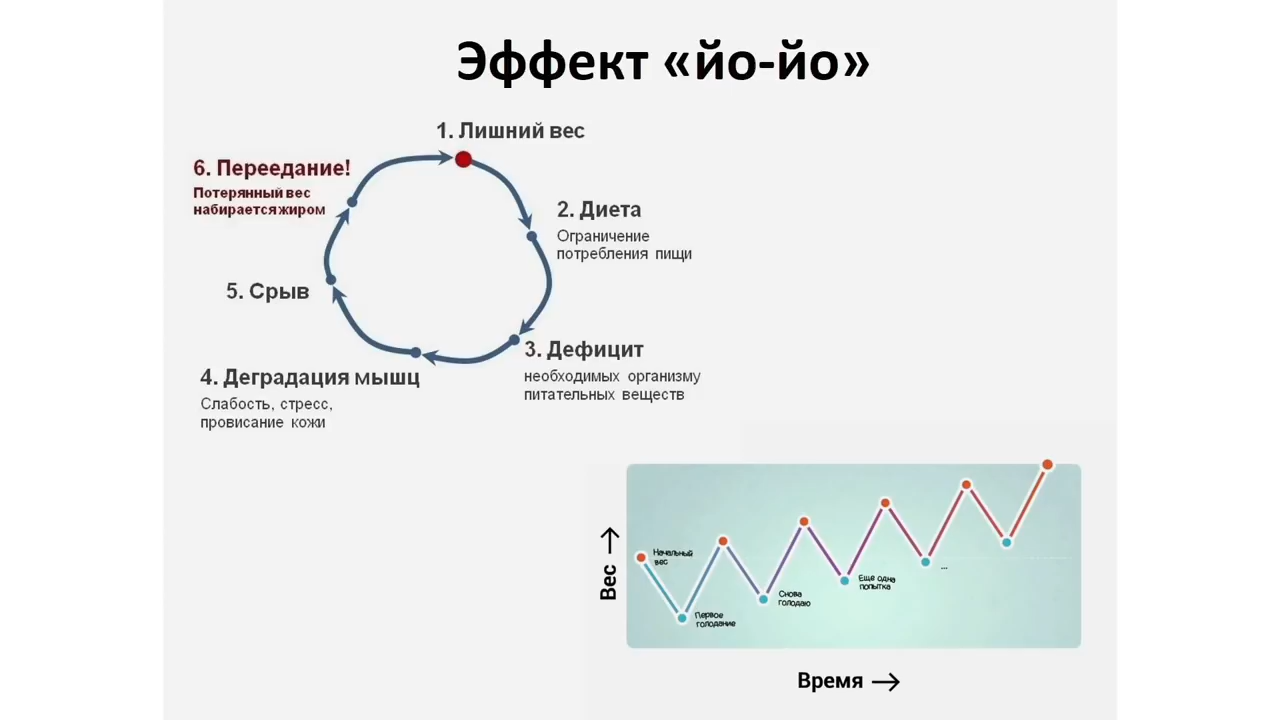 Эффект «йо-йо»
1. Лишний вес
6. Переедание!
Потерянный вес
набирается жиром
2. Диета
Ограничение
потребления пищи
5. Срыв
3. Дефицит
необходимых организму
питательных веществ
4. Деградация мышц
Слабость, стресс,
провисание кожи
Вес
Начальный
вес
Первое
голодание
Снова
голодаю
Еще одна
попытка
...
Время